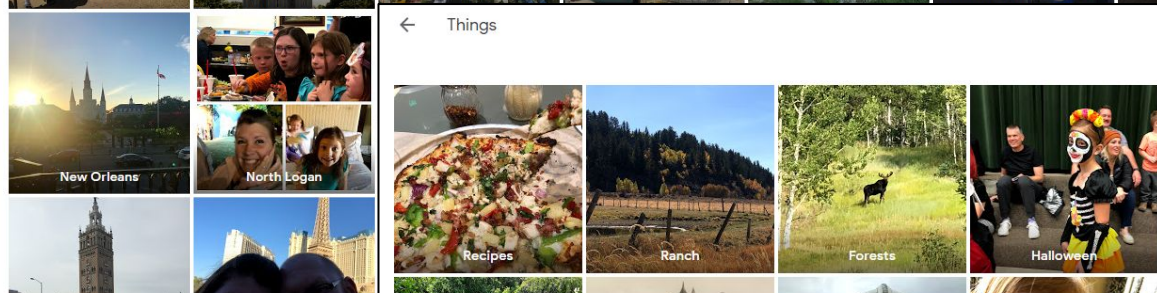 Things
New Orleans
North Logan
Recipes
Ranch
Forests
Halloween